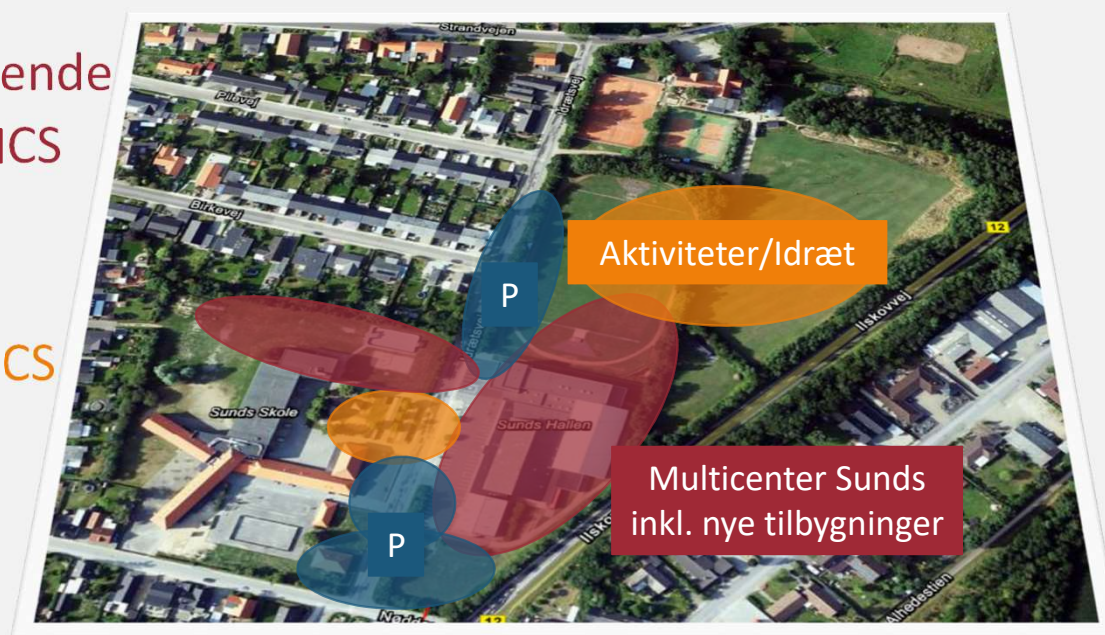 ende
ICS
CS
Strandvejen
Pilevej
Idrætsvej
Birkevej
12
Aktiviteter/Idræt
P
Ilskovvej
Sunds Skole
Sunds Hallen
Multicenter Sunds
inkl. nye tilbygninger
P
Alhedestien
12